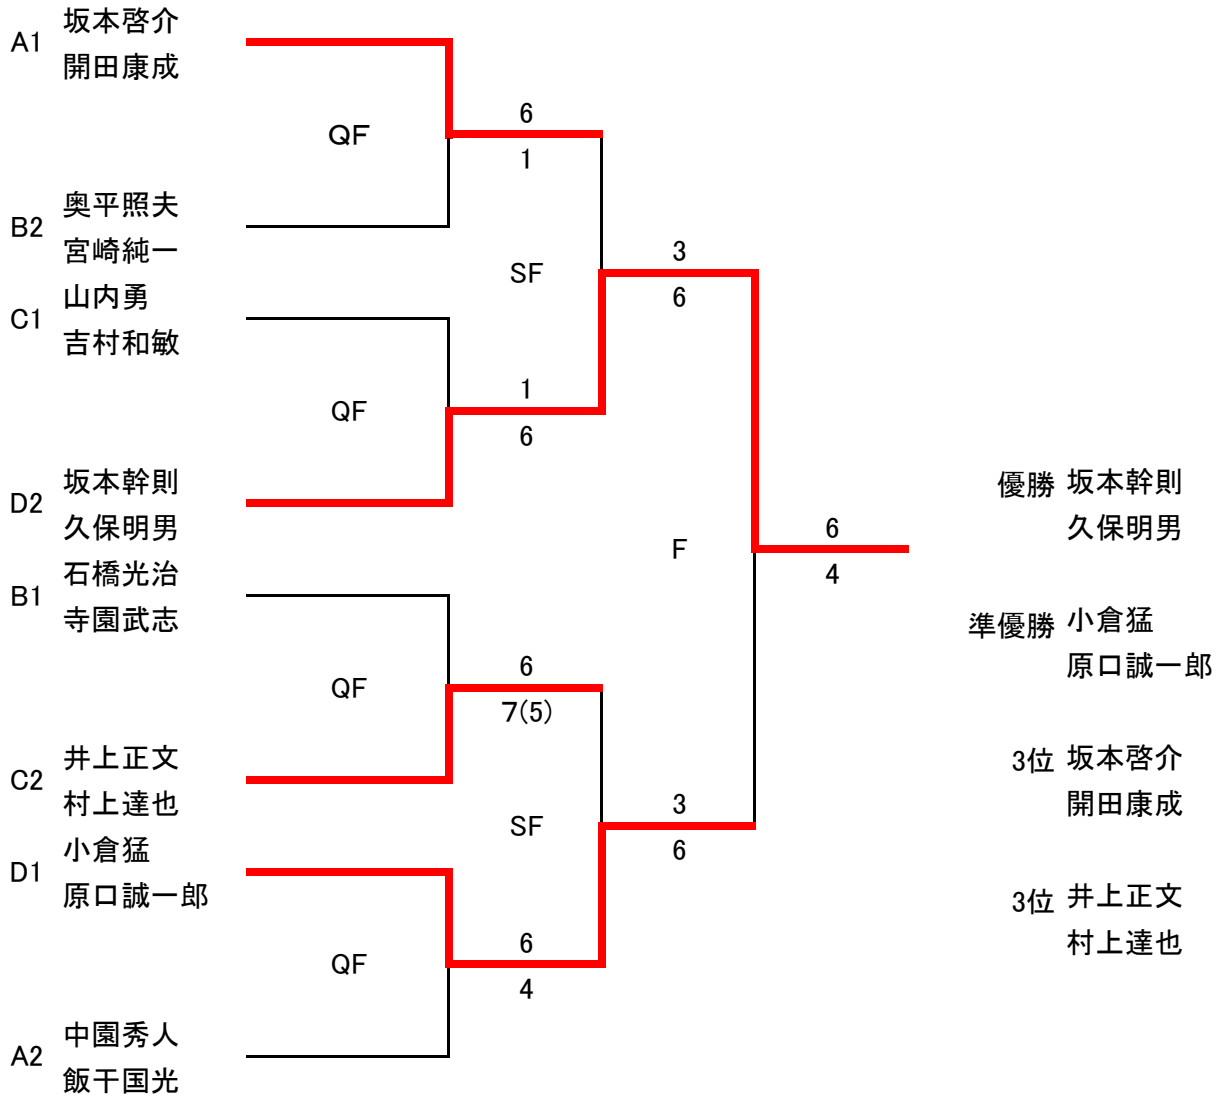 A1 坂本啓介
開田康成
QF
6
1
B2 奥平照夫
宮崎純一
SF
3
6
C1 山内勇
吉村和敏
QF
1
6
D2 坂本幹則
久保明男
F
6
4
B1 石橋光治
寺園武志
QF
6
7(5)
C2 井上正文
村上達也
SF
3
6
D1 小倉猛
原口誠一郎
QF
6
4
A2 中園秀人
飯干国光
優勝 坂本幹則
久保明男
準優勝 小倉猛
原口誠一郎
3位 坂本啓介
開田康成
3位 井上正文
村上達也